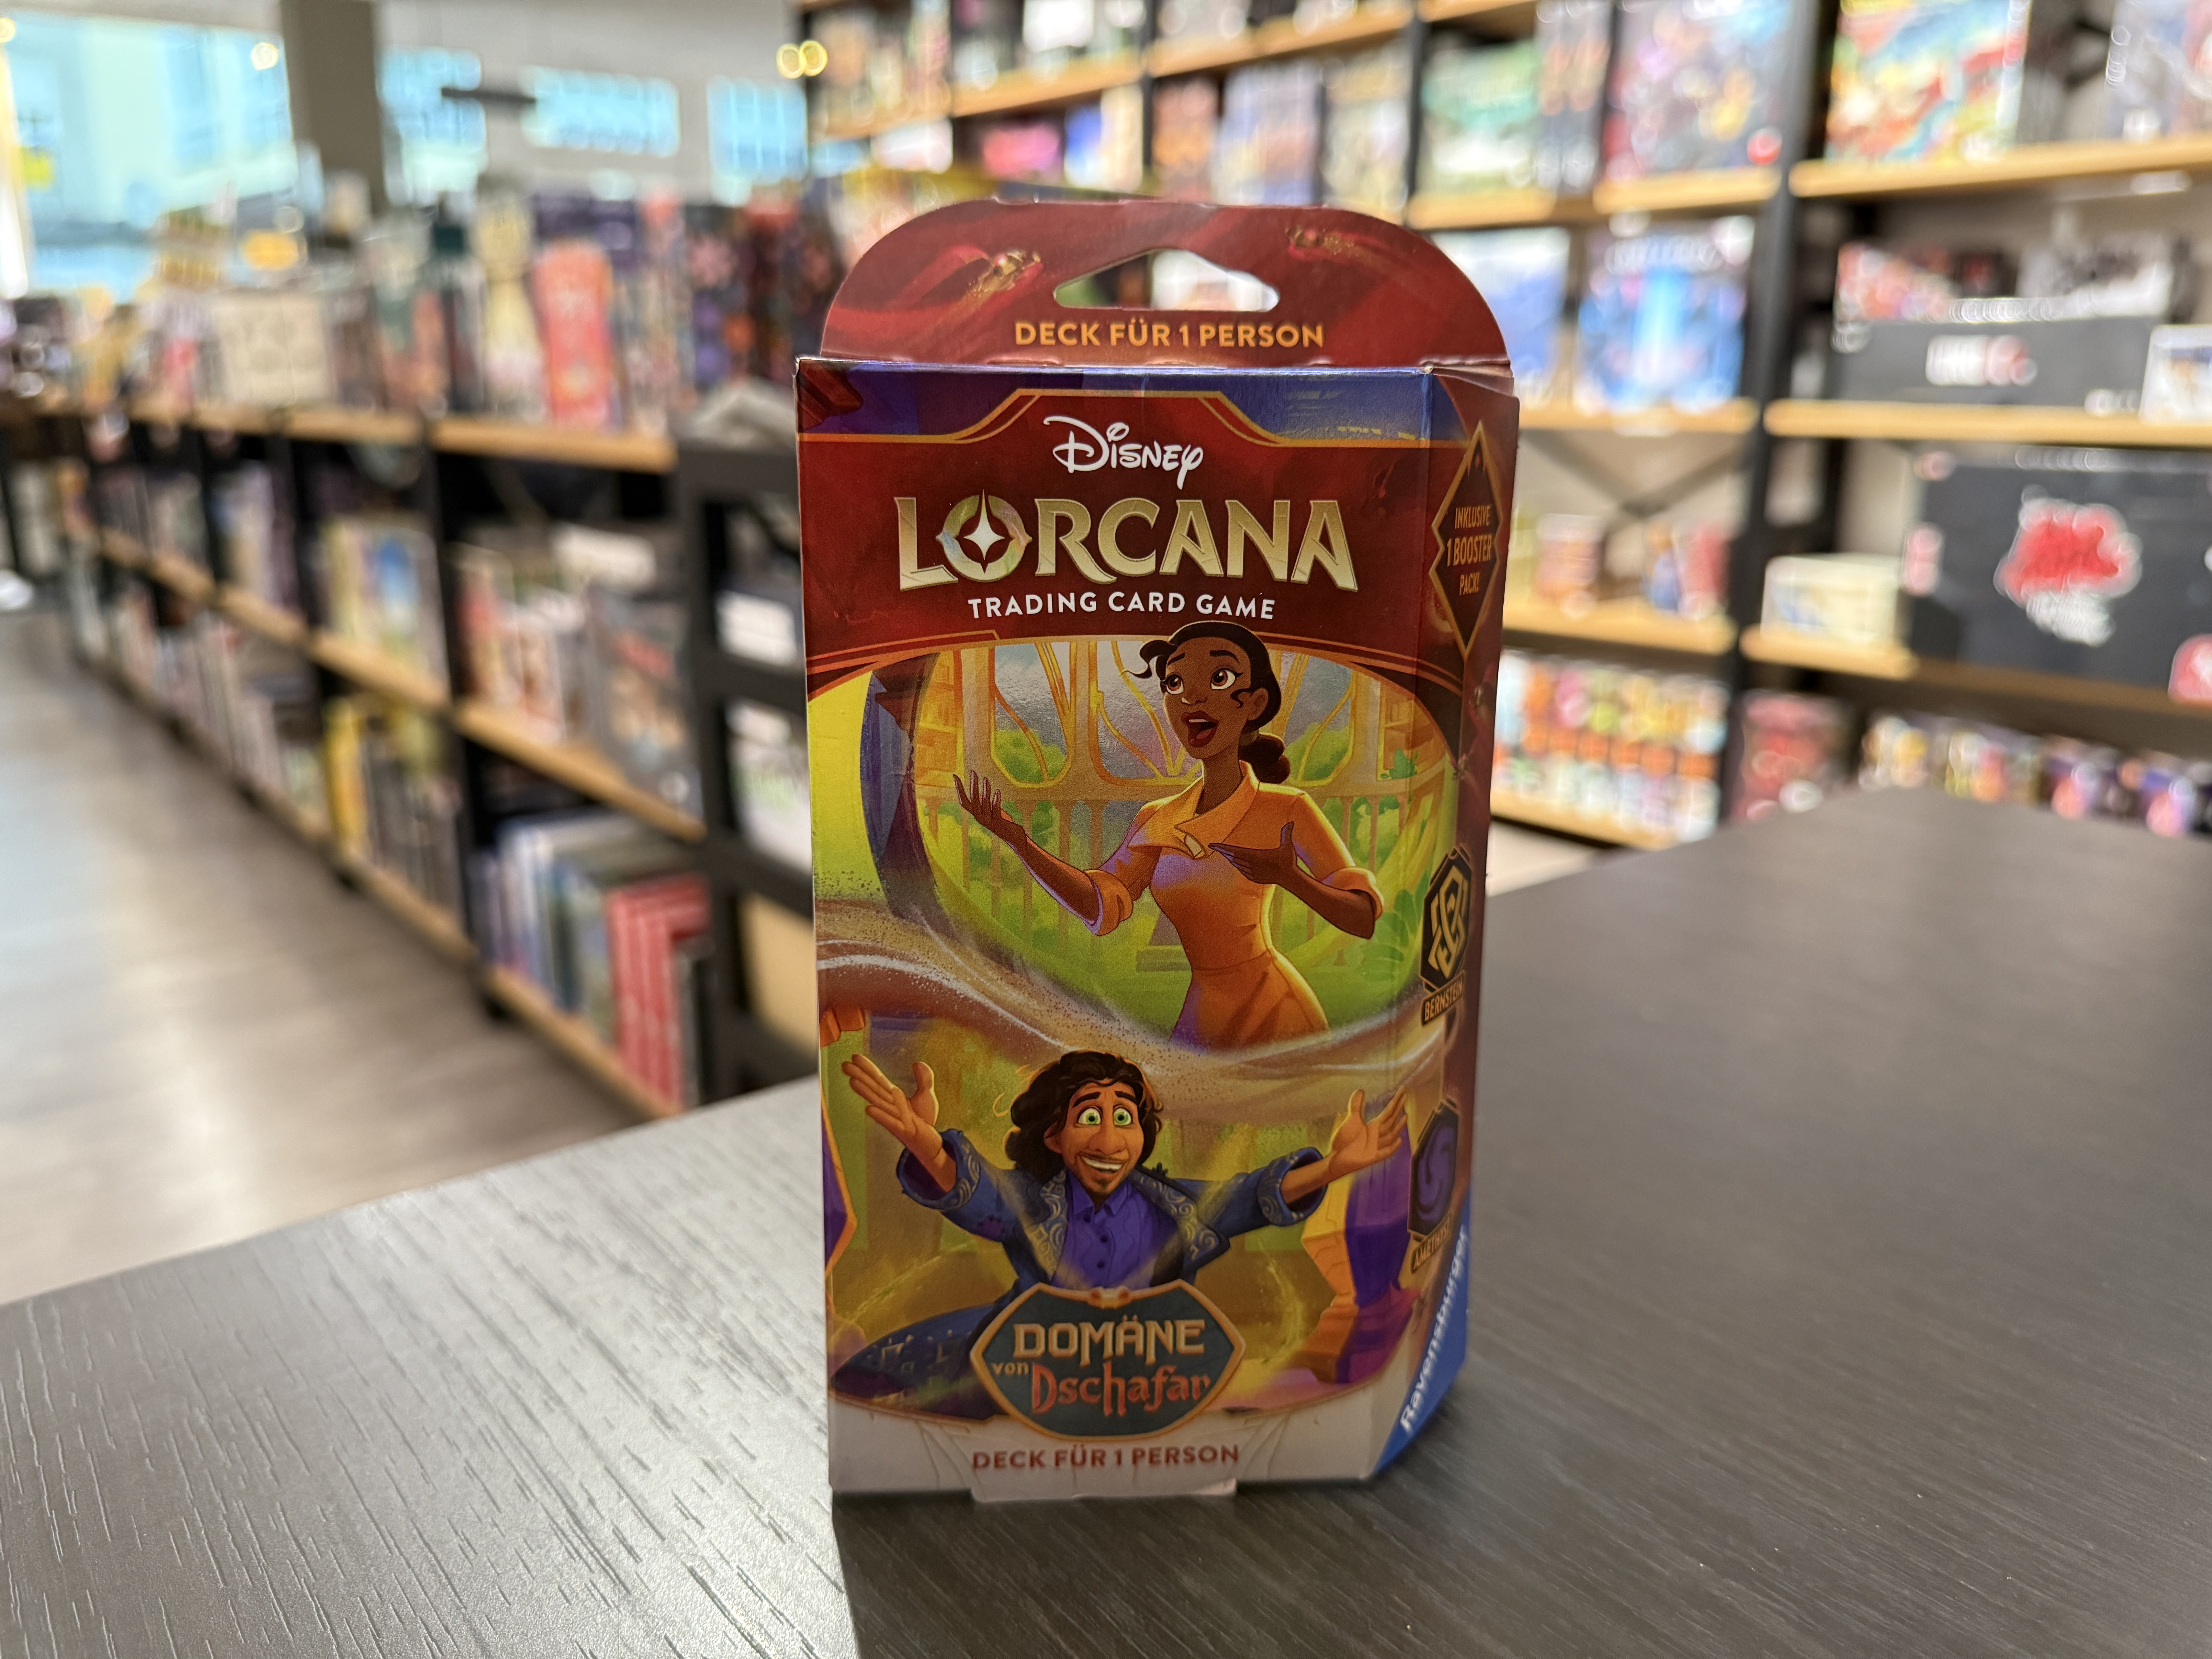 DECK FÜR 1 PERSON
DISNEY
LORCANA
TRADING CARD GAME
INKLUSIVE
1 BOOSTER
PACK!
BERNSTEIN
AMETHYST
DOMÄNE
von
Dschafar
Ravensburger
DECK FÜR 1 PERSON